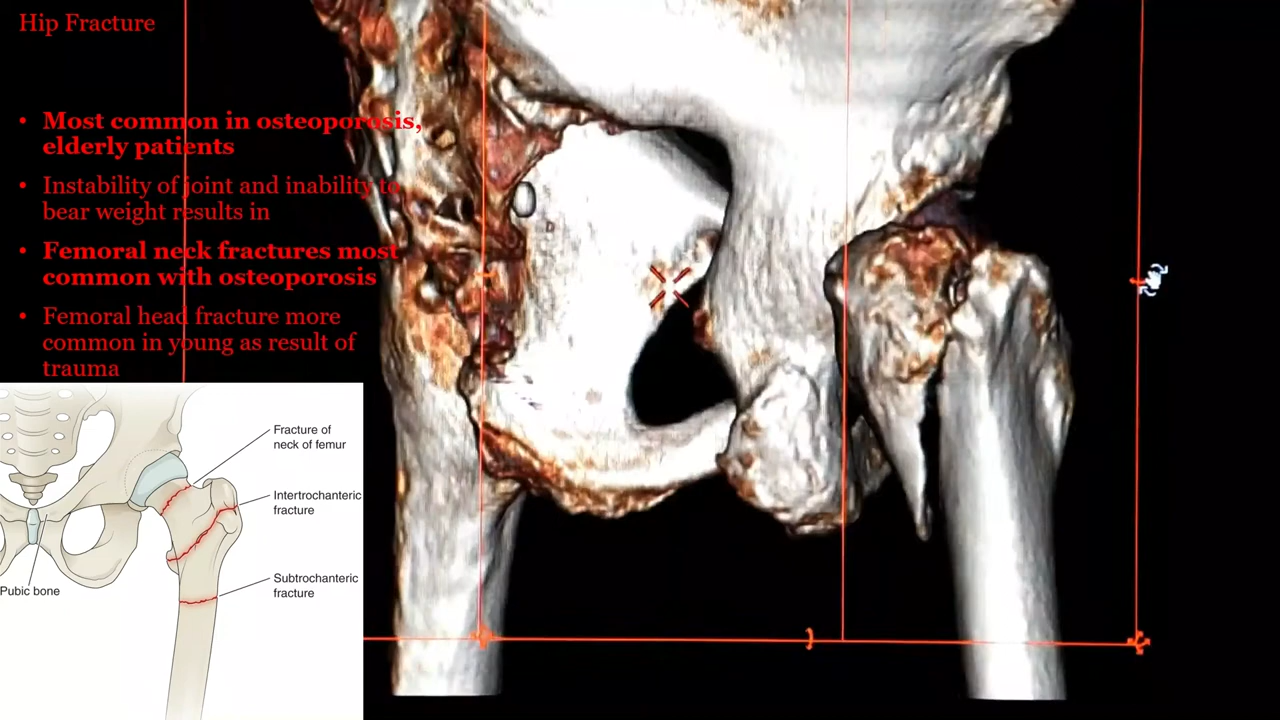 Hip Fracture
• Most common in osteoporosis,
elderly patients
• Instability of joint and inability to
bear weight results in
• Femoral neck fractures most
common with osteoporosis
• Femoral head fracture more
common in young as result of
trauma
Fracture of
neck of femur
Intertrochanteric
fracture
Subtrochanteric
fracture
Pubic bone